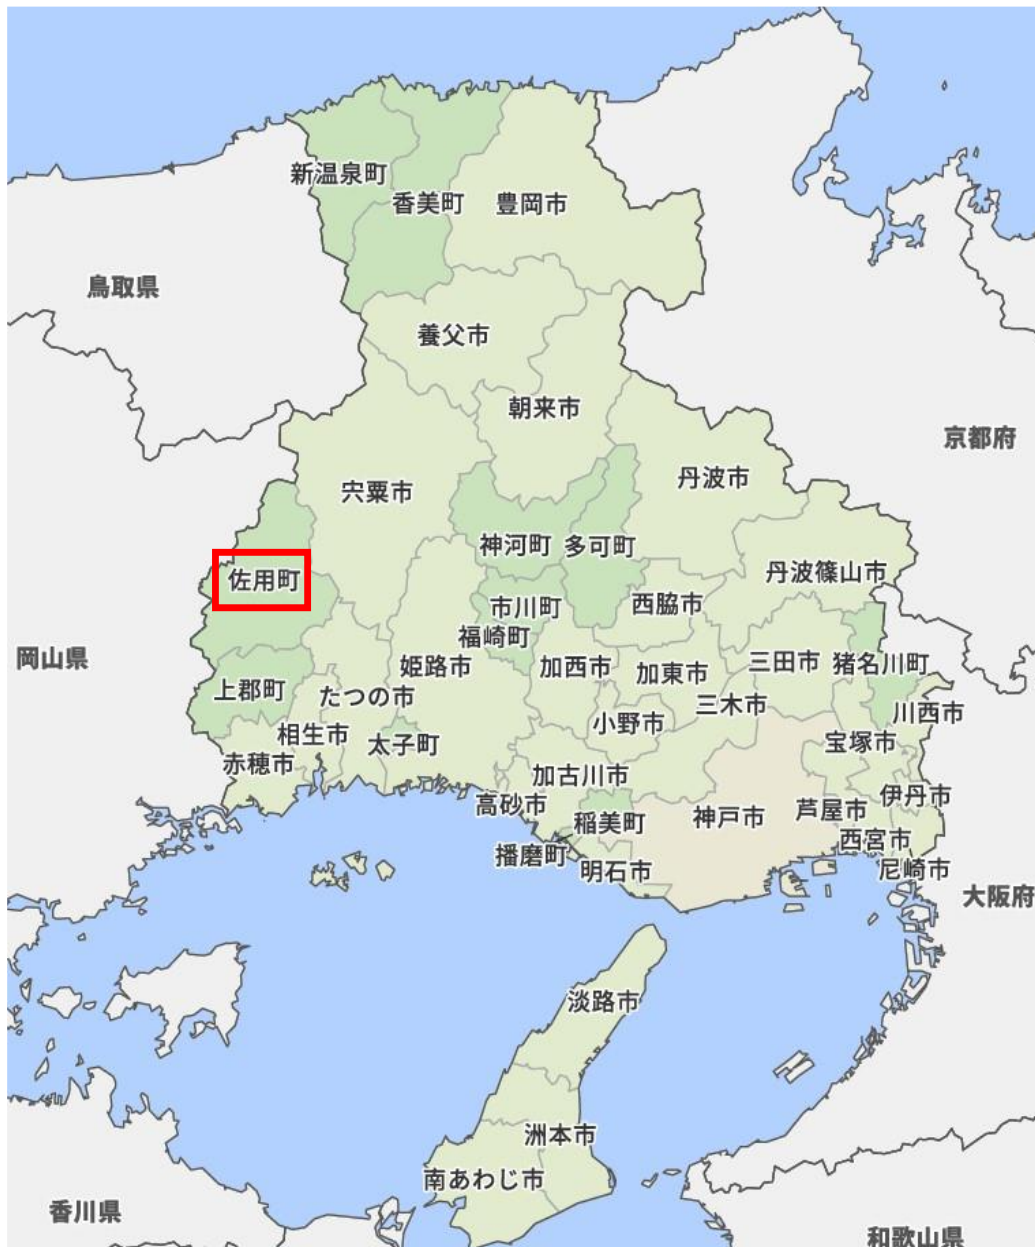 新温泉町
香美町
豊岡市
鳥取県
養父市
朝来市
京都府
宍粟市
丹波市
神河町
多可町
佐用町
丹波篠山市
市川町
西脇市
福崎町
岡山県
姫路市
加西市
加東市
三田市
猪名川町
上郡町
たつの市
三木市
川西市
小野市
相生市
太子町
宝塚市
赤穂市
加古川市
伊丹市
高砂市
稲美町
神戸市
芦屋市
西宮市
播磨町
明石市
尼崎市
大阪府
淡路市
洲本市
南あわじ市
香川県
和歌山県